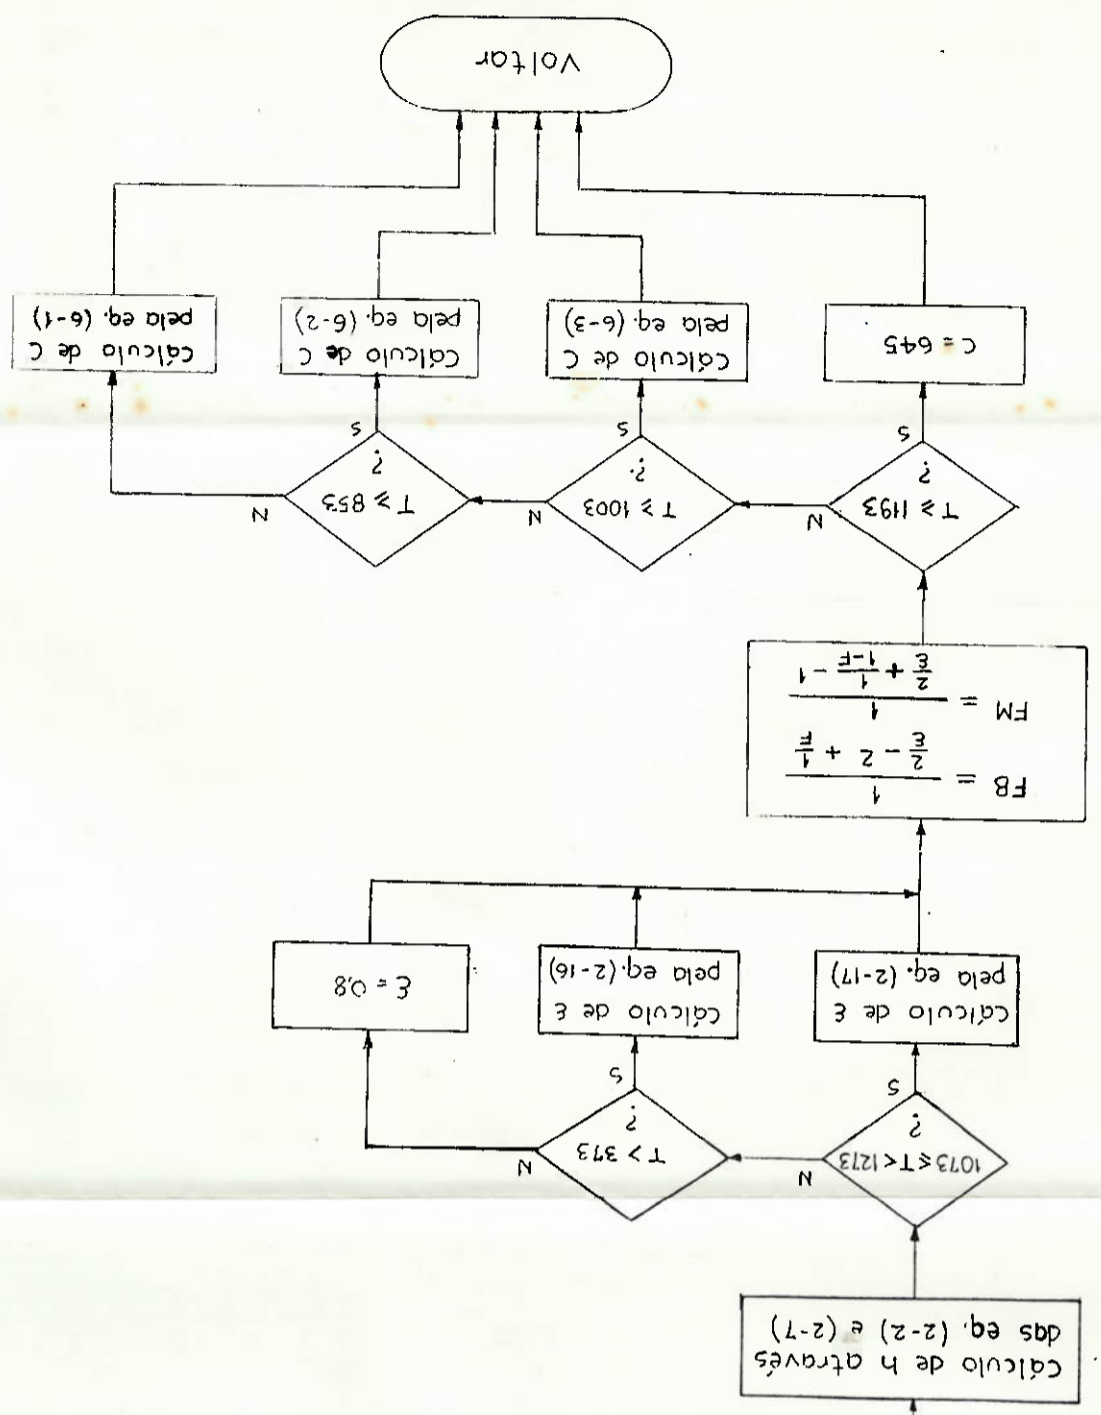 Cálculo de h através
das eq. (2-2) e (2-7)
1073 ≤ T < 1273
?
N
S
T > 373
?
N
S
Cálculo de ε
pela eq. (2-17)
Cálculo de ε
pela eq. (2-16)
ε = 0,8
FB = 1 / (2/ε - 2 + 1/F)
FM = 1 / (2/ε + 1/(1-F) - 1)
T ≥ 1193
?
N
S
T ≥ 1003
?
N
S
T ≥ 853
?
N
S
C = 645
Cálculo de C
pela eq. (6-3)
Cálculo de C
pela eq. (6-2)
Cálculo de C
pela eq. (6-1)
Voltar